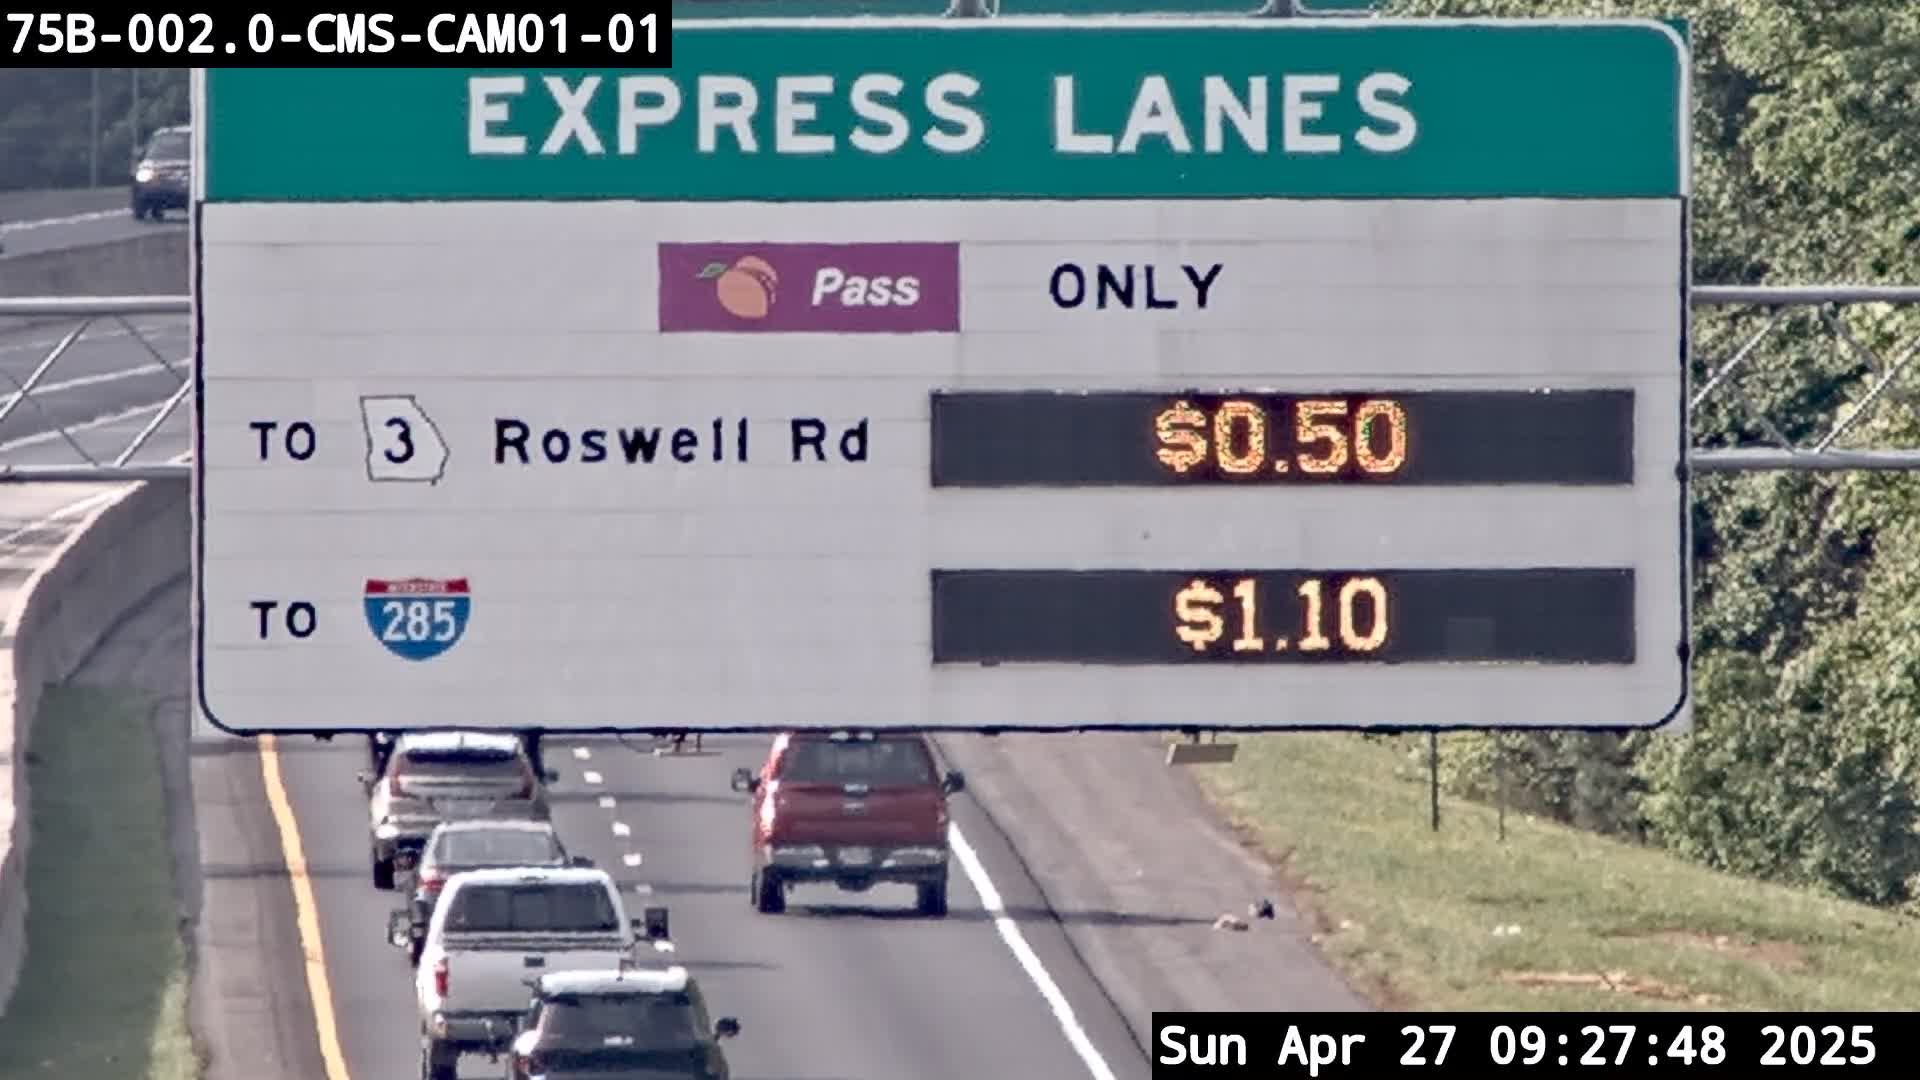 75B-002.0-CMS-CAM01-01
EXPRESS LANES
Pass ONLY
TO 3 Roswell Rd $0.50
INTERSTATE
TO 285 $1.10
Sun Apr 27 09:27:48 2025